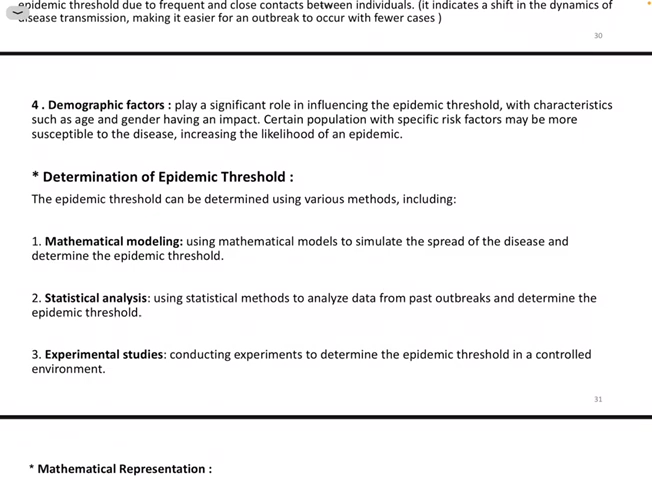 epidemic threshold due to frequent and close contacts between individuals. (it indicates a shift in the dynamics of
disease transmission, making it easier for an outbreak to occur with fewer cases )
30
4 . Demographic factors : play a significant role in influencing the epidemic threshold, with characteristics
such as age and gender having an impact. Certain population with specific risk factors may be more
susceptible to the disease, increasing the likelihood of an epidemic.
* Determination of Epidemic Threshold :
The epidemic threshold can be determined using various methods, including:
1. Mathematical modeling: using mathematical models to simulate the spread of the disease and
determine the epidemic threshold.
2. Statistical analysis: using statistical methods to analyze data from past outbreaks and determine the
epidemic threshold.
3. Experimental studies: conducting experiments to determine the epidemic threshold in a controlled
environment.
31
* Mathematical Representation :